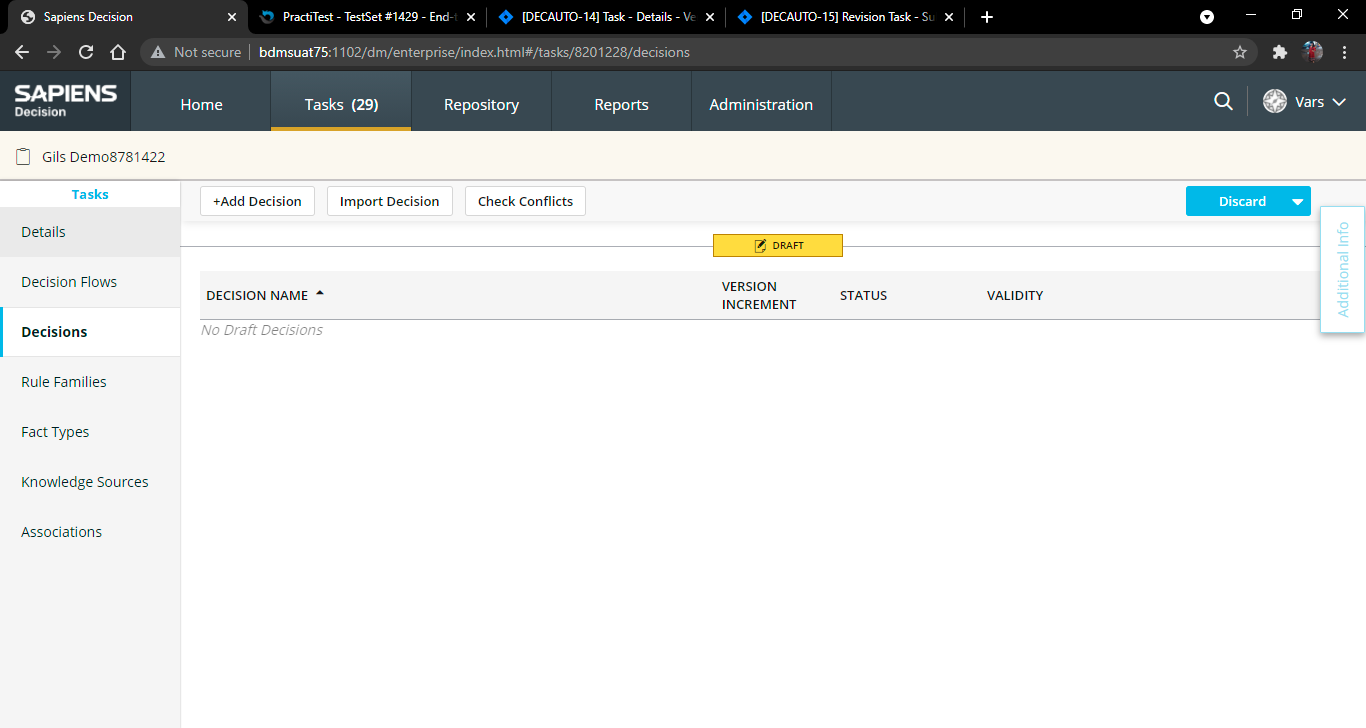 Sapiens Decision
PractiTest - TestSet #1429 - End-t
[DECAUTO-14] Task - Details - Ve
[DECAUTO-15] Revision Task - Su
Not secure
bdmsuat75:1102/dm/enterprise/index.html#/tasks/8201228/decisions
SAPIENS
Decision
Home
Tasks (29)
Repository
Reports
Administration
Vars
Gils Demo8781422
Tasks
+Add Decision
Import Decision
Check Conflicts
Discard
Details
Decision Flows
Decisions
Rule Families
Fact Types
Knowledge Sources
Associations
DRAFT
DECISION NAME
VERSION
INCREMENT
STATUS
VALIDITY
No Draft Decisions
Additional Info